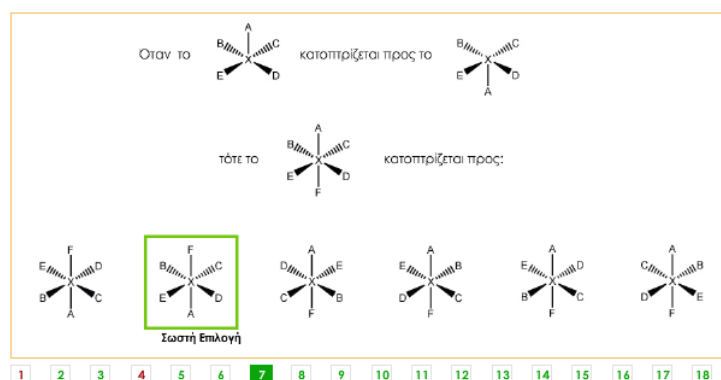 A
Όταν το B C X E D κατοπτρίζεται προς το B C X E D
A
A
B C
τότε το X κατοπτρίζεται προς:
E D
F
F F A A A A
E D B C D E E B E D C B
X X X X X X
B C E D C B D C B C D E
A A F F F F
Σωστή Επιλογή
1 2 3 4 5 6 7 8 9 10 11 12 13 14 15 16 17 18